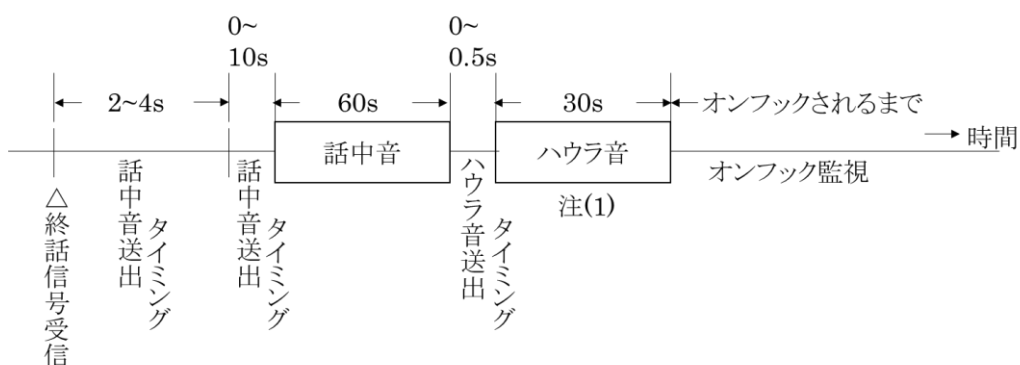 0~
10s
0~
0.5s
2~4s
60s
30s
オンフックされるまで
時間
話中音
ハウラ音
オンフック監視
注(1)
△終話信号受信
話中音送出
タイミング
話中音送出
タイミング
ハウラ音送出
タイミング